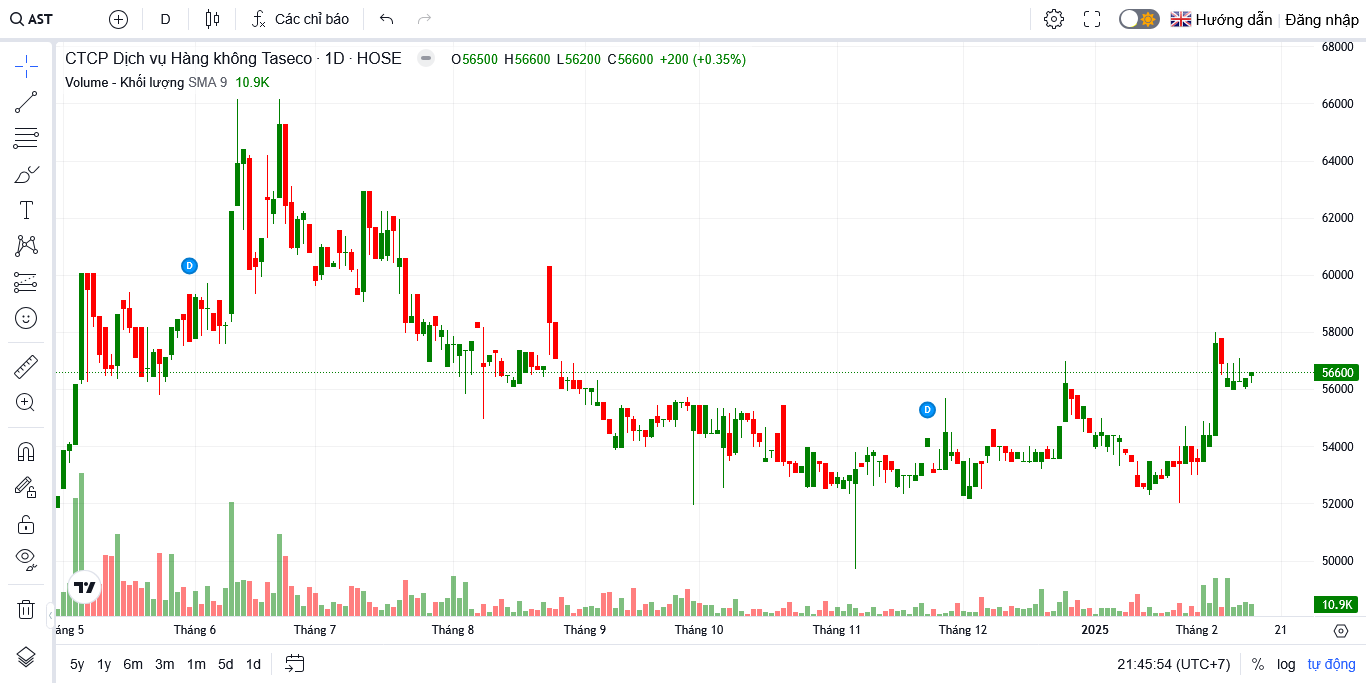 AST D Các chỉ báo Hướng dẫn Đăng nhập
CTCP Dịch vụ Hàng không Taseco · 1D · HOSE O56500 H56600 L56200 C56600 +200 (+0.35%)
Volume - Khối lượng SMA 9 10.9K
68000
66000
64000
62000
60000
58000
56600
56000
54000
52000
50000
10.9K
D
D
T
áng 5 Tháng 6 Tháng 7 Tháng 8 Tháng 9 Tháng 10 Tháng 11 Tháng 12 2025 Tháng 2 21
5y 1y 6m 3m 1m 5d 1d 21:45:54 (UTC+7) % log tự động